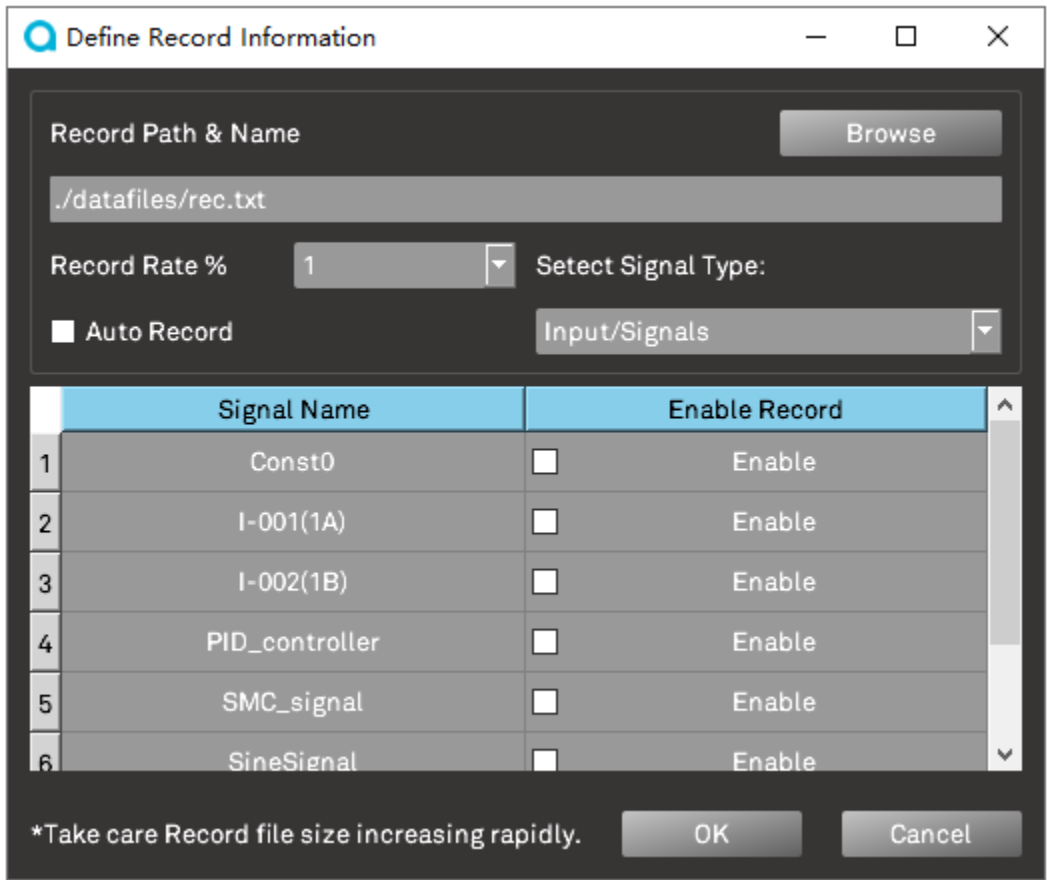 Define Record Information
Record Path & Name Browse
./datafiles/rec.txt
Record Rate % 1 Setect Signal Type:
Auto Record Input/Signals
Signal Name Enable Record
1 Const0 Enable
2 I-001(1A) Enable
3 I-002(1B) Enable
4 PID_controller Enable
5 SMC_signal Enable
6 SineSignal Enable
*Take care Record file size increasing rapidly. OK Cancel